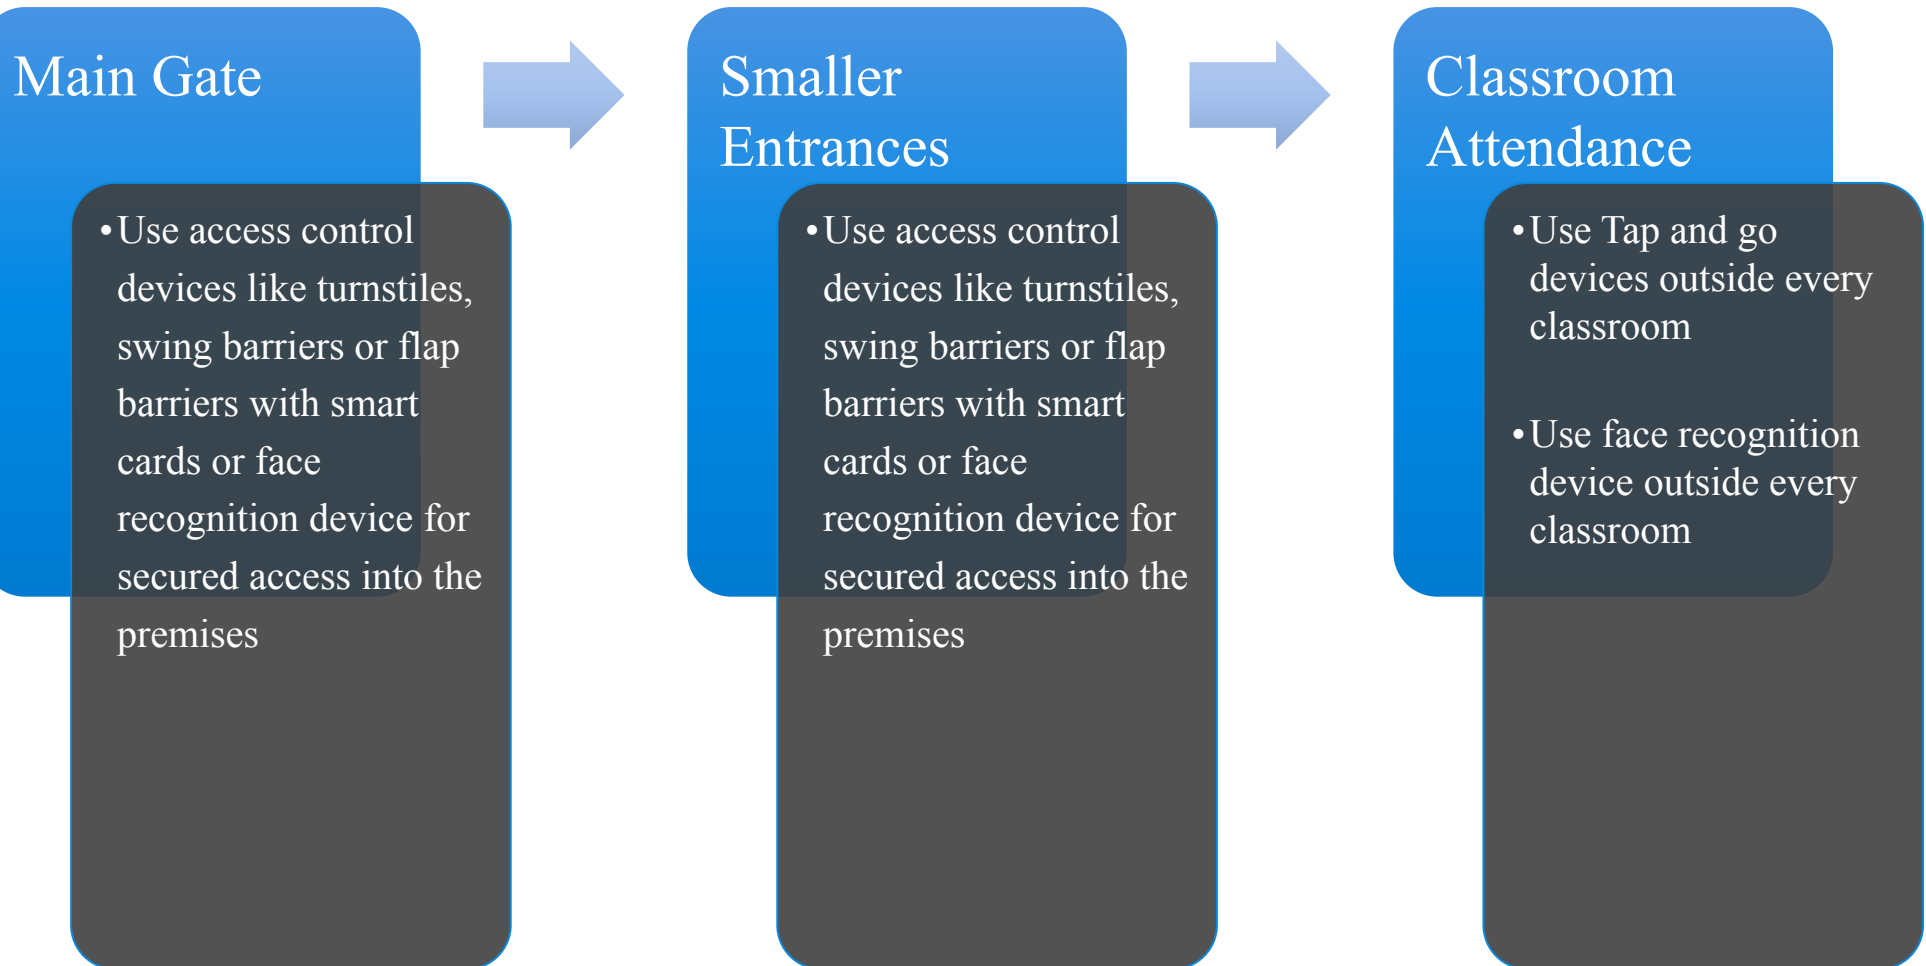 Main Gate
•Use access control
devices like turnstiles,
swing barriers or flap
barriers with smart
cards or face
recognition device for
secured access into the
premises
Smaller
Entrances
•Use access control
devices like turnstiles,
swing barriers or flap
barriers with smart
cards or face
recognition device for
secured access into the
premises
Classroom
Attendance
•Use Tap and go
devices outside every
classroom
•Use face recognition
device outside every
classroom